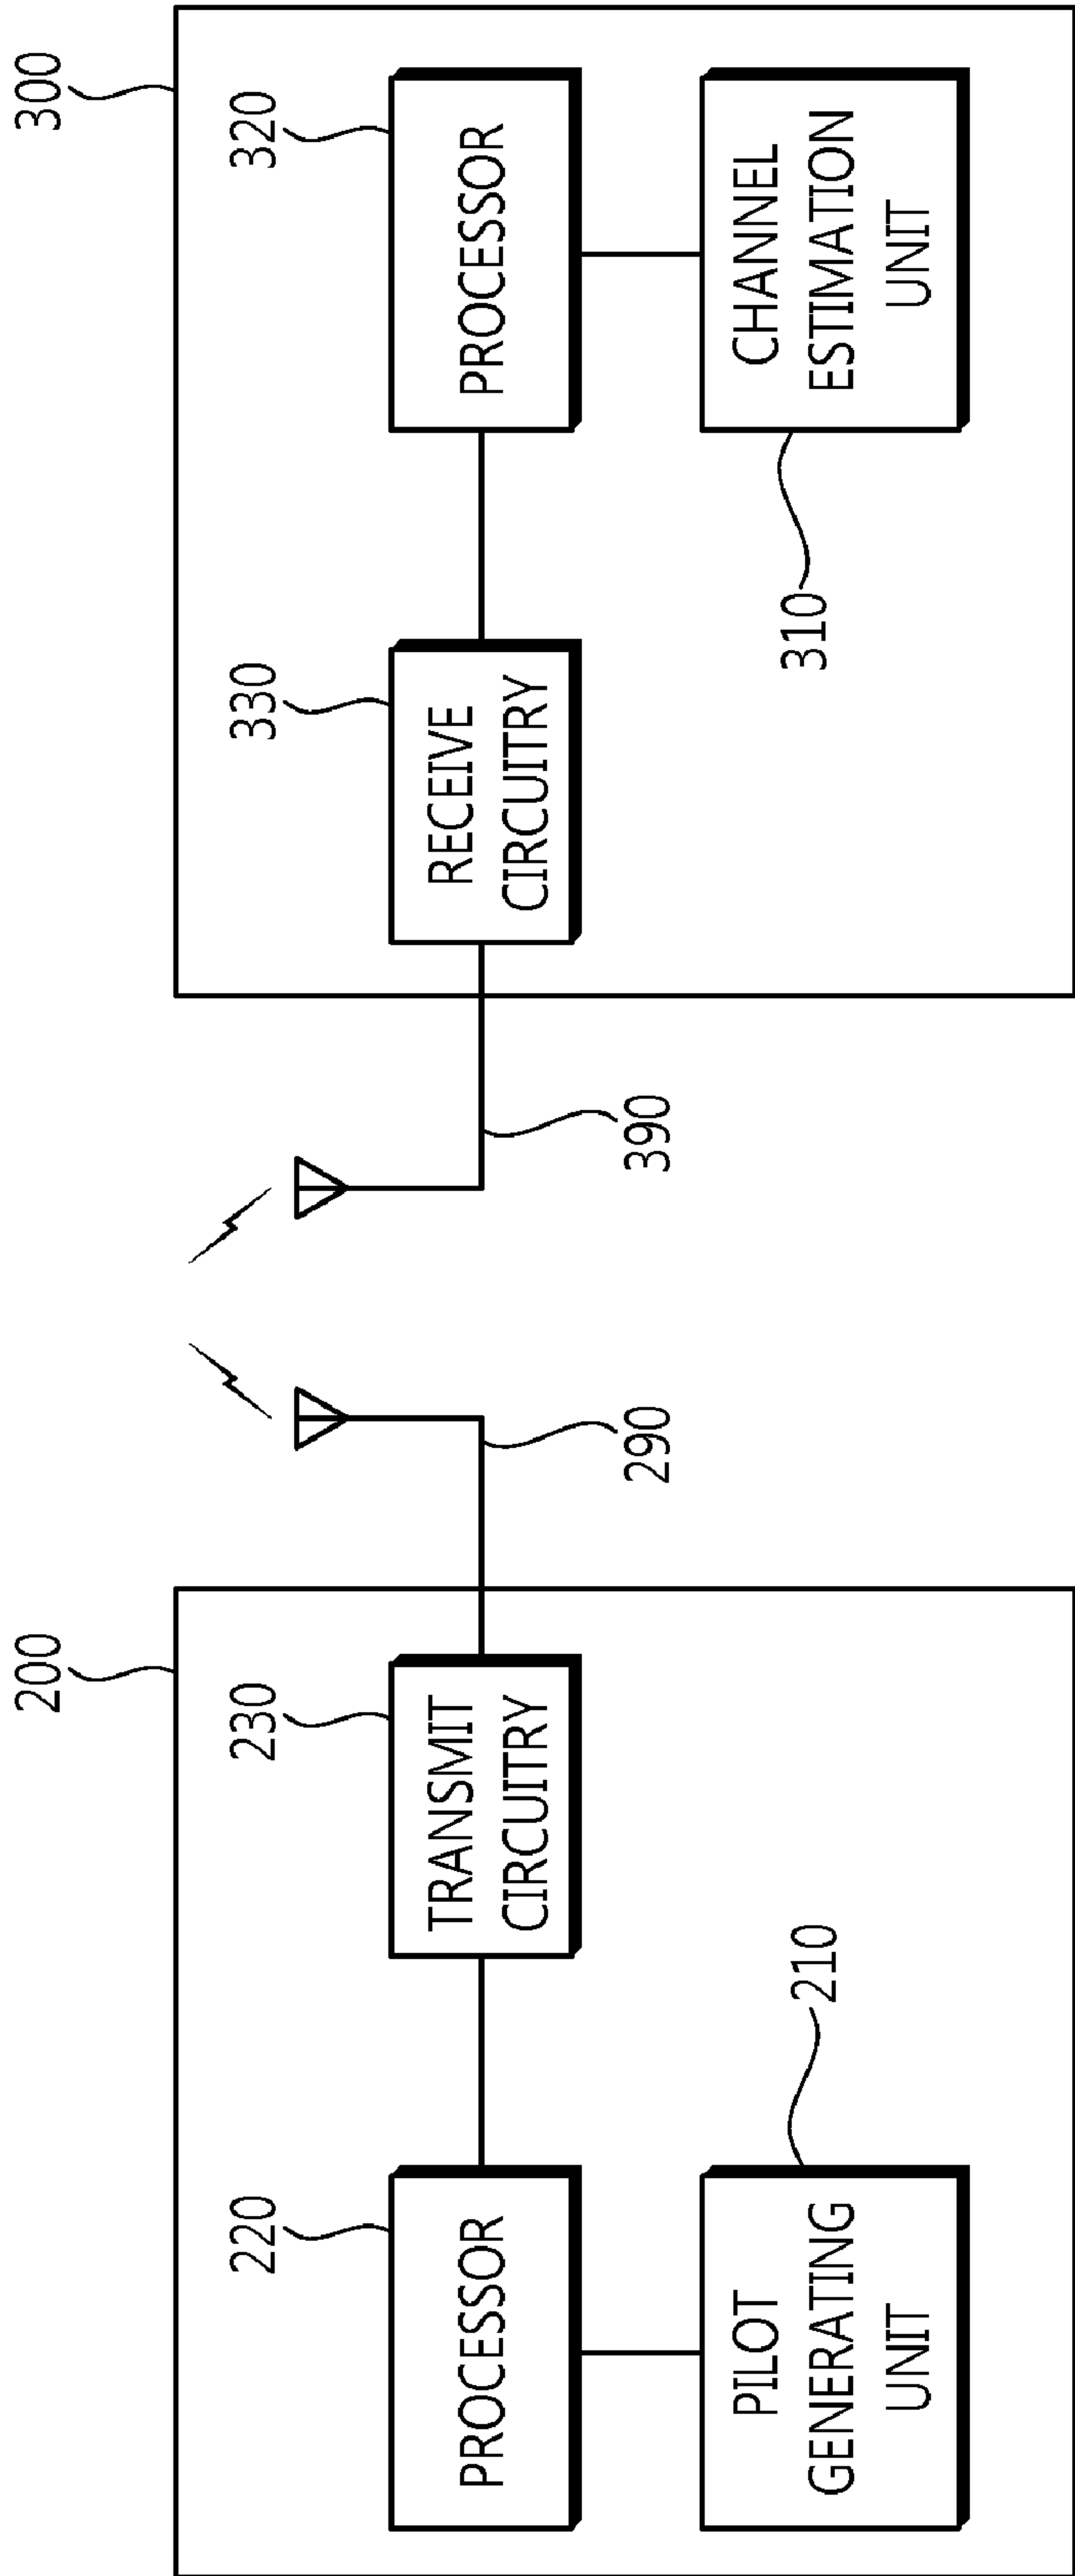 200
300
220
230
330
320
PROCESSOR
TRANSMIT
CIRCUITRY
RECEIVE
CIRCUITRY
PROCESSOR
290
390
210
310
PILOT
GENERATING
UNIT
CHANNEL
ESTIMATION
UNIT